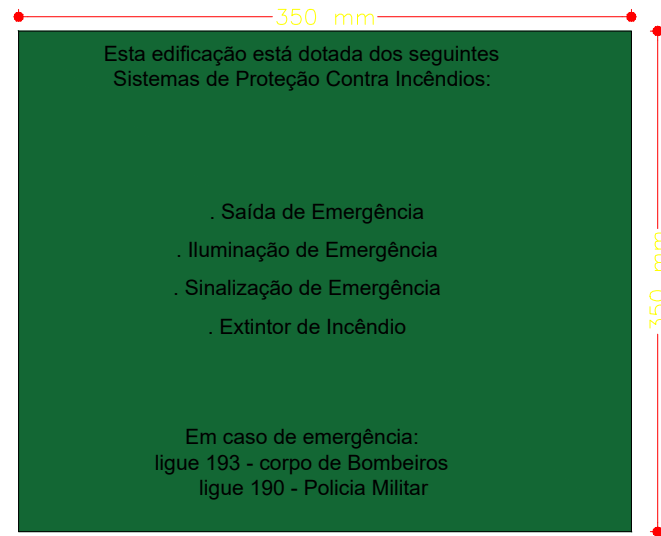 350 mm
Esta edificação está dotada dos seguintes
Sistemas de Proteção Contra Incêndios:
. Saída de Emergência
. Iluminação de Emergência
. Sinalização de Emergência
. Extintor de Incêndio
Em caso de emergência:
ligue 193 - corpo de Bombeiros
ligue 190 - Policia Militar
350 mm